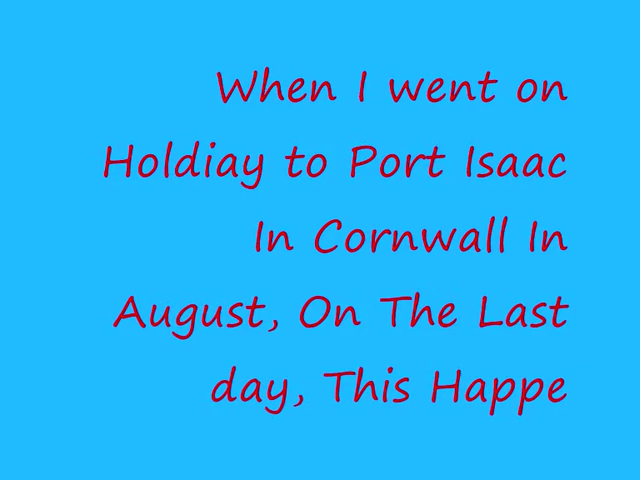 When I went on
Holdiay to Port Isaac
In Cornwall In
August, On The Last
day, This Happe